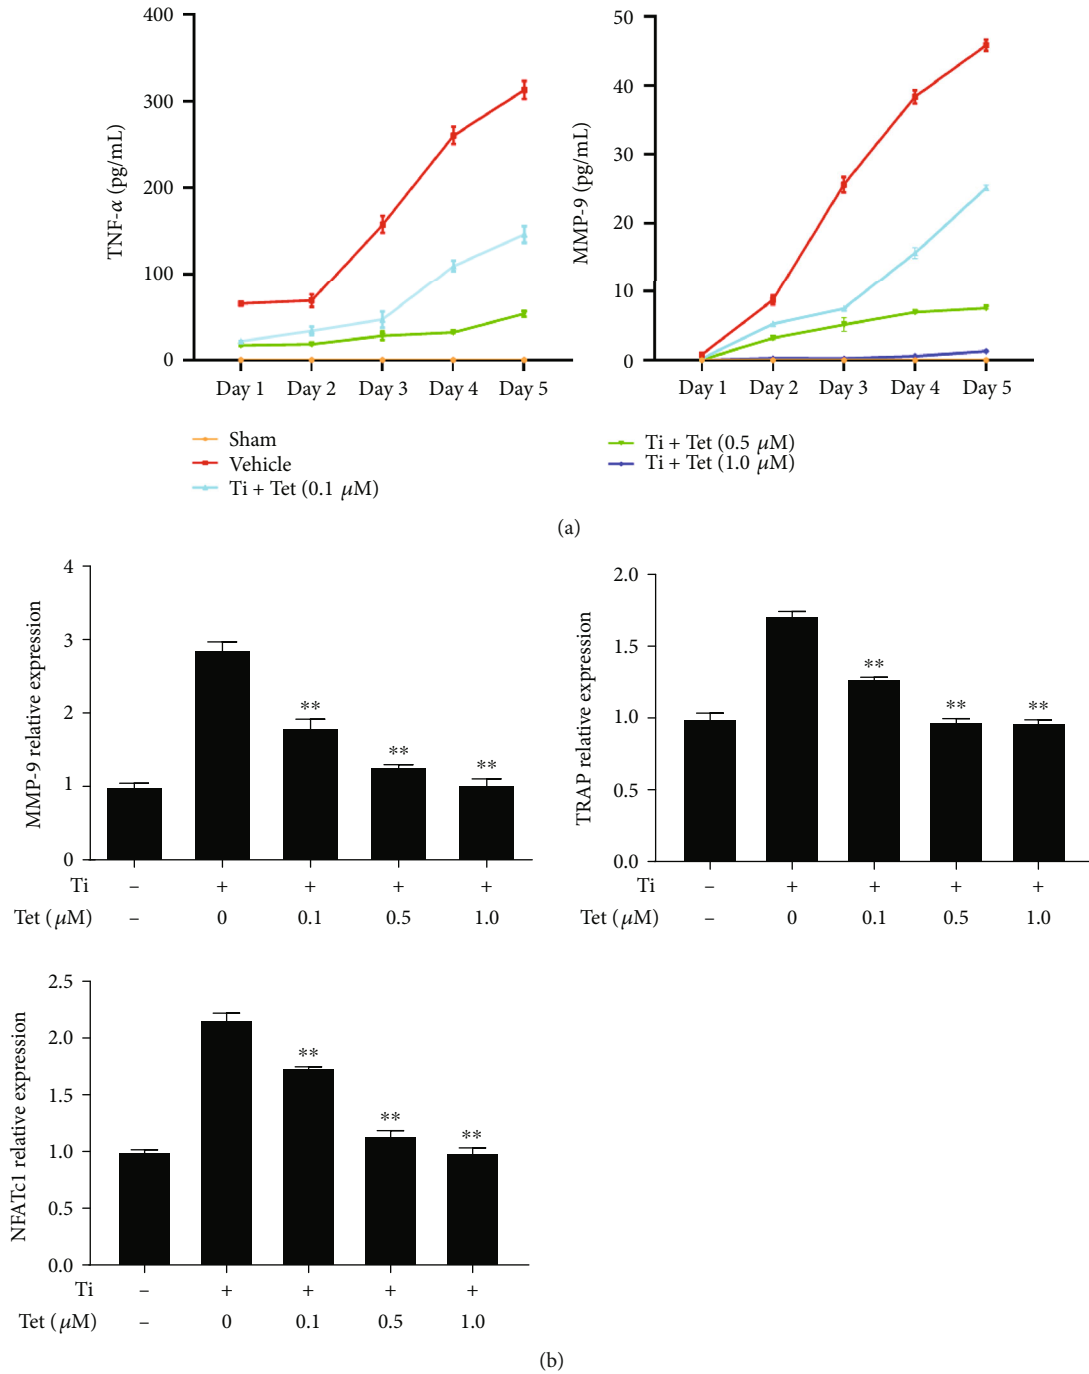 400
300
200
100
0
TNF-α (pg/mL)
Day 1 Day 2 Day 3 Day 4 Day 5
50
40
30
20
10
0
MMP-9 (pg/mL)
Day 1 Day 2 Day 3 Day 4 Day 5
Sham
Vehicle
Ti + Tet (0.1 μM)
Ti + Tet (0.5 μM)
Ti + Tet (1.0 μM)
(a)
4
3
2
1
0
MMP-9 relative expression
** ** **
Ti – + + + +
Tet (μM) – 0 0.1 0.5 1.0
2.0
1.5
1.0
0.5
0.0
TRAP relative expression
** ** **
– + + + +
– 0 0.1 0.5 1.0
2.5
2.0
1.5
1.0
0.5
0.0
NFATc1 relative expression
** ** **
Ti – + + + +
Tet (μM) – 0 0.1 0.5 1.0
(b)